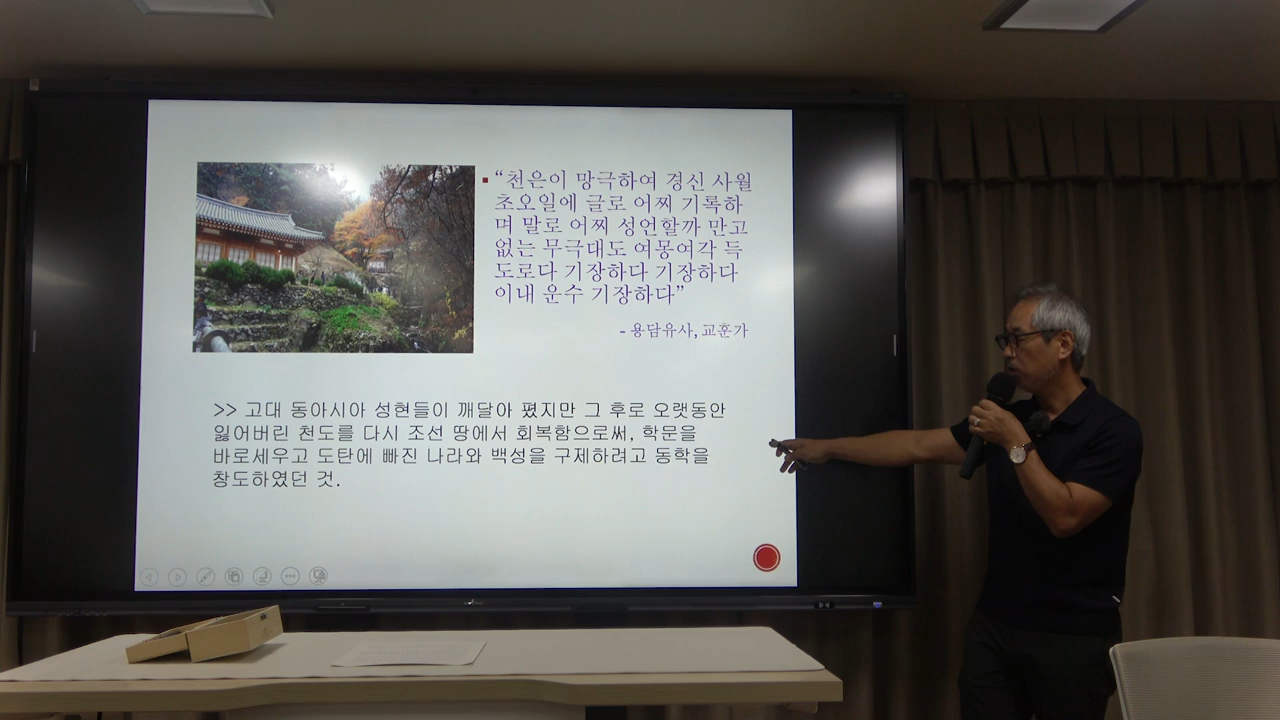 “천은이 망극하여 경신 사월
초오일에 글로 어찌 기록하
며 말로 어찌 성언할까 만고
없는 무극대도 여몽여각 득
도로다 기장하다 기장하다
이내 운수 기장하다”
- 용담유사, 교훈가
>> 고대 동아시아 성현들이 깨달아 폈지만 그 후로 오랫동안
잃어버린 천도를 다시 조선 땅에서 회복함으로써, 학문을
바로세우고 도탄에 빠진 나라와 백성을 구제하려고 동학을
창도하였던 것.